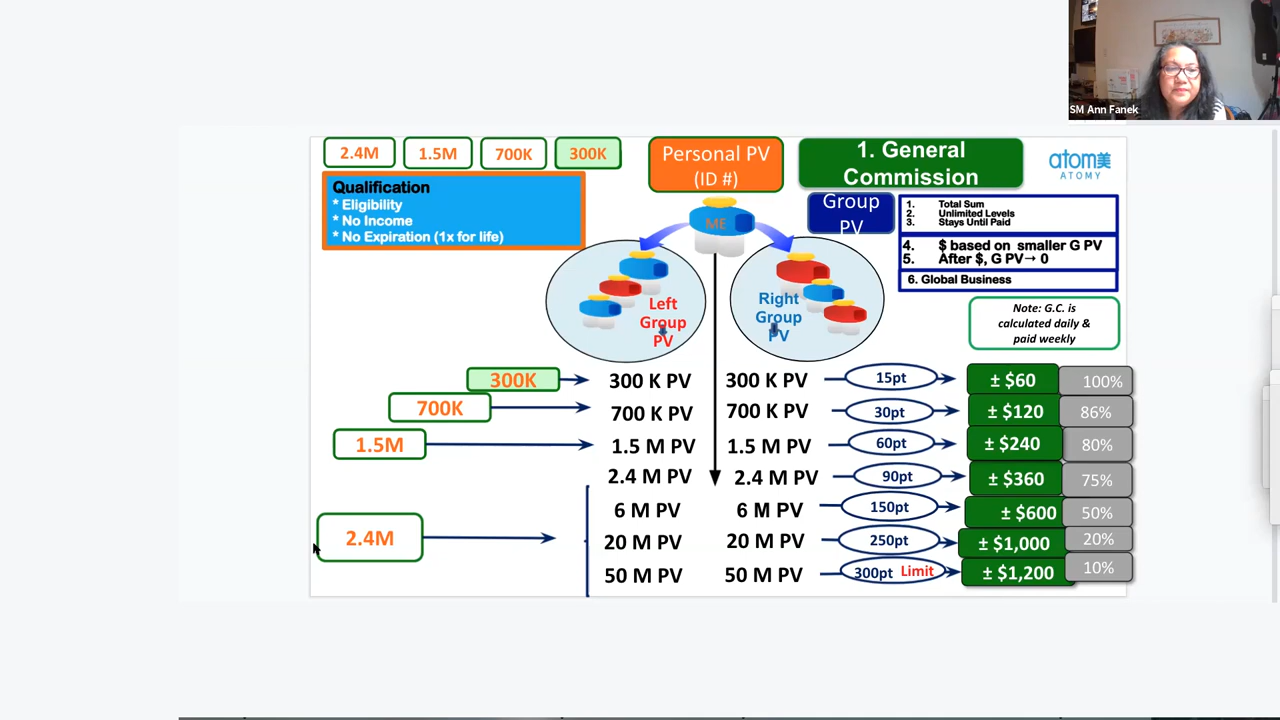 SM Ann Fanek
2.4M
1.5M
700K
300K
Personal PV
(ID #)
1. General
Commission
atom美
ATOMY
Qualification
* Eligibility
* No Income
* No Expiration (1x for life)
ME
Group
PV
1. Total Sum
2. Unlimited Levels
3. Stays Until Paid
4. $ based on smaller G PV
5. After $, G PV→ 0
6. Global Business
Left
Group
PV
Right
Group
PV
Note: G.C. is
calculated daily &
paid weekly
300K 300 K PV 300 K PV 15pt ± $60 100%
700K 700 K PV 700 K PV 30pt ± $120 86%
1.5M 1.5 M PV 1.5 M PV 60pt ± $240 80%
2.4 M PV 2.4 M PV 90pt ± $360 75%
6 M PV 6 M PV 150pt ± $600 50%
2.4M 20 M PV 20 M PV 250pt ± $1,000 20%
50 M PV 50 M PV 300pt Limit ± $1,200 10%